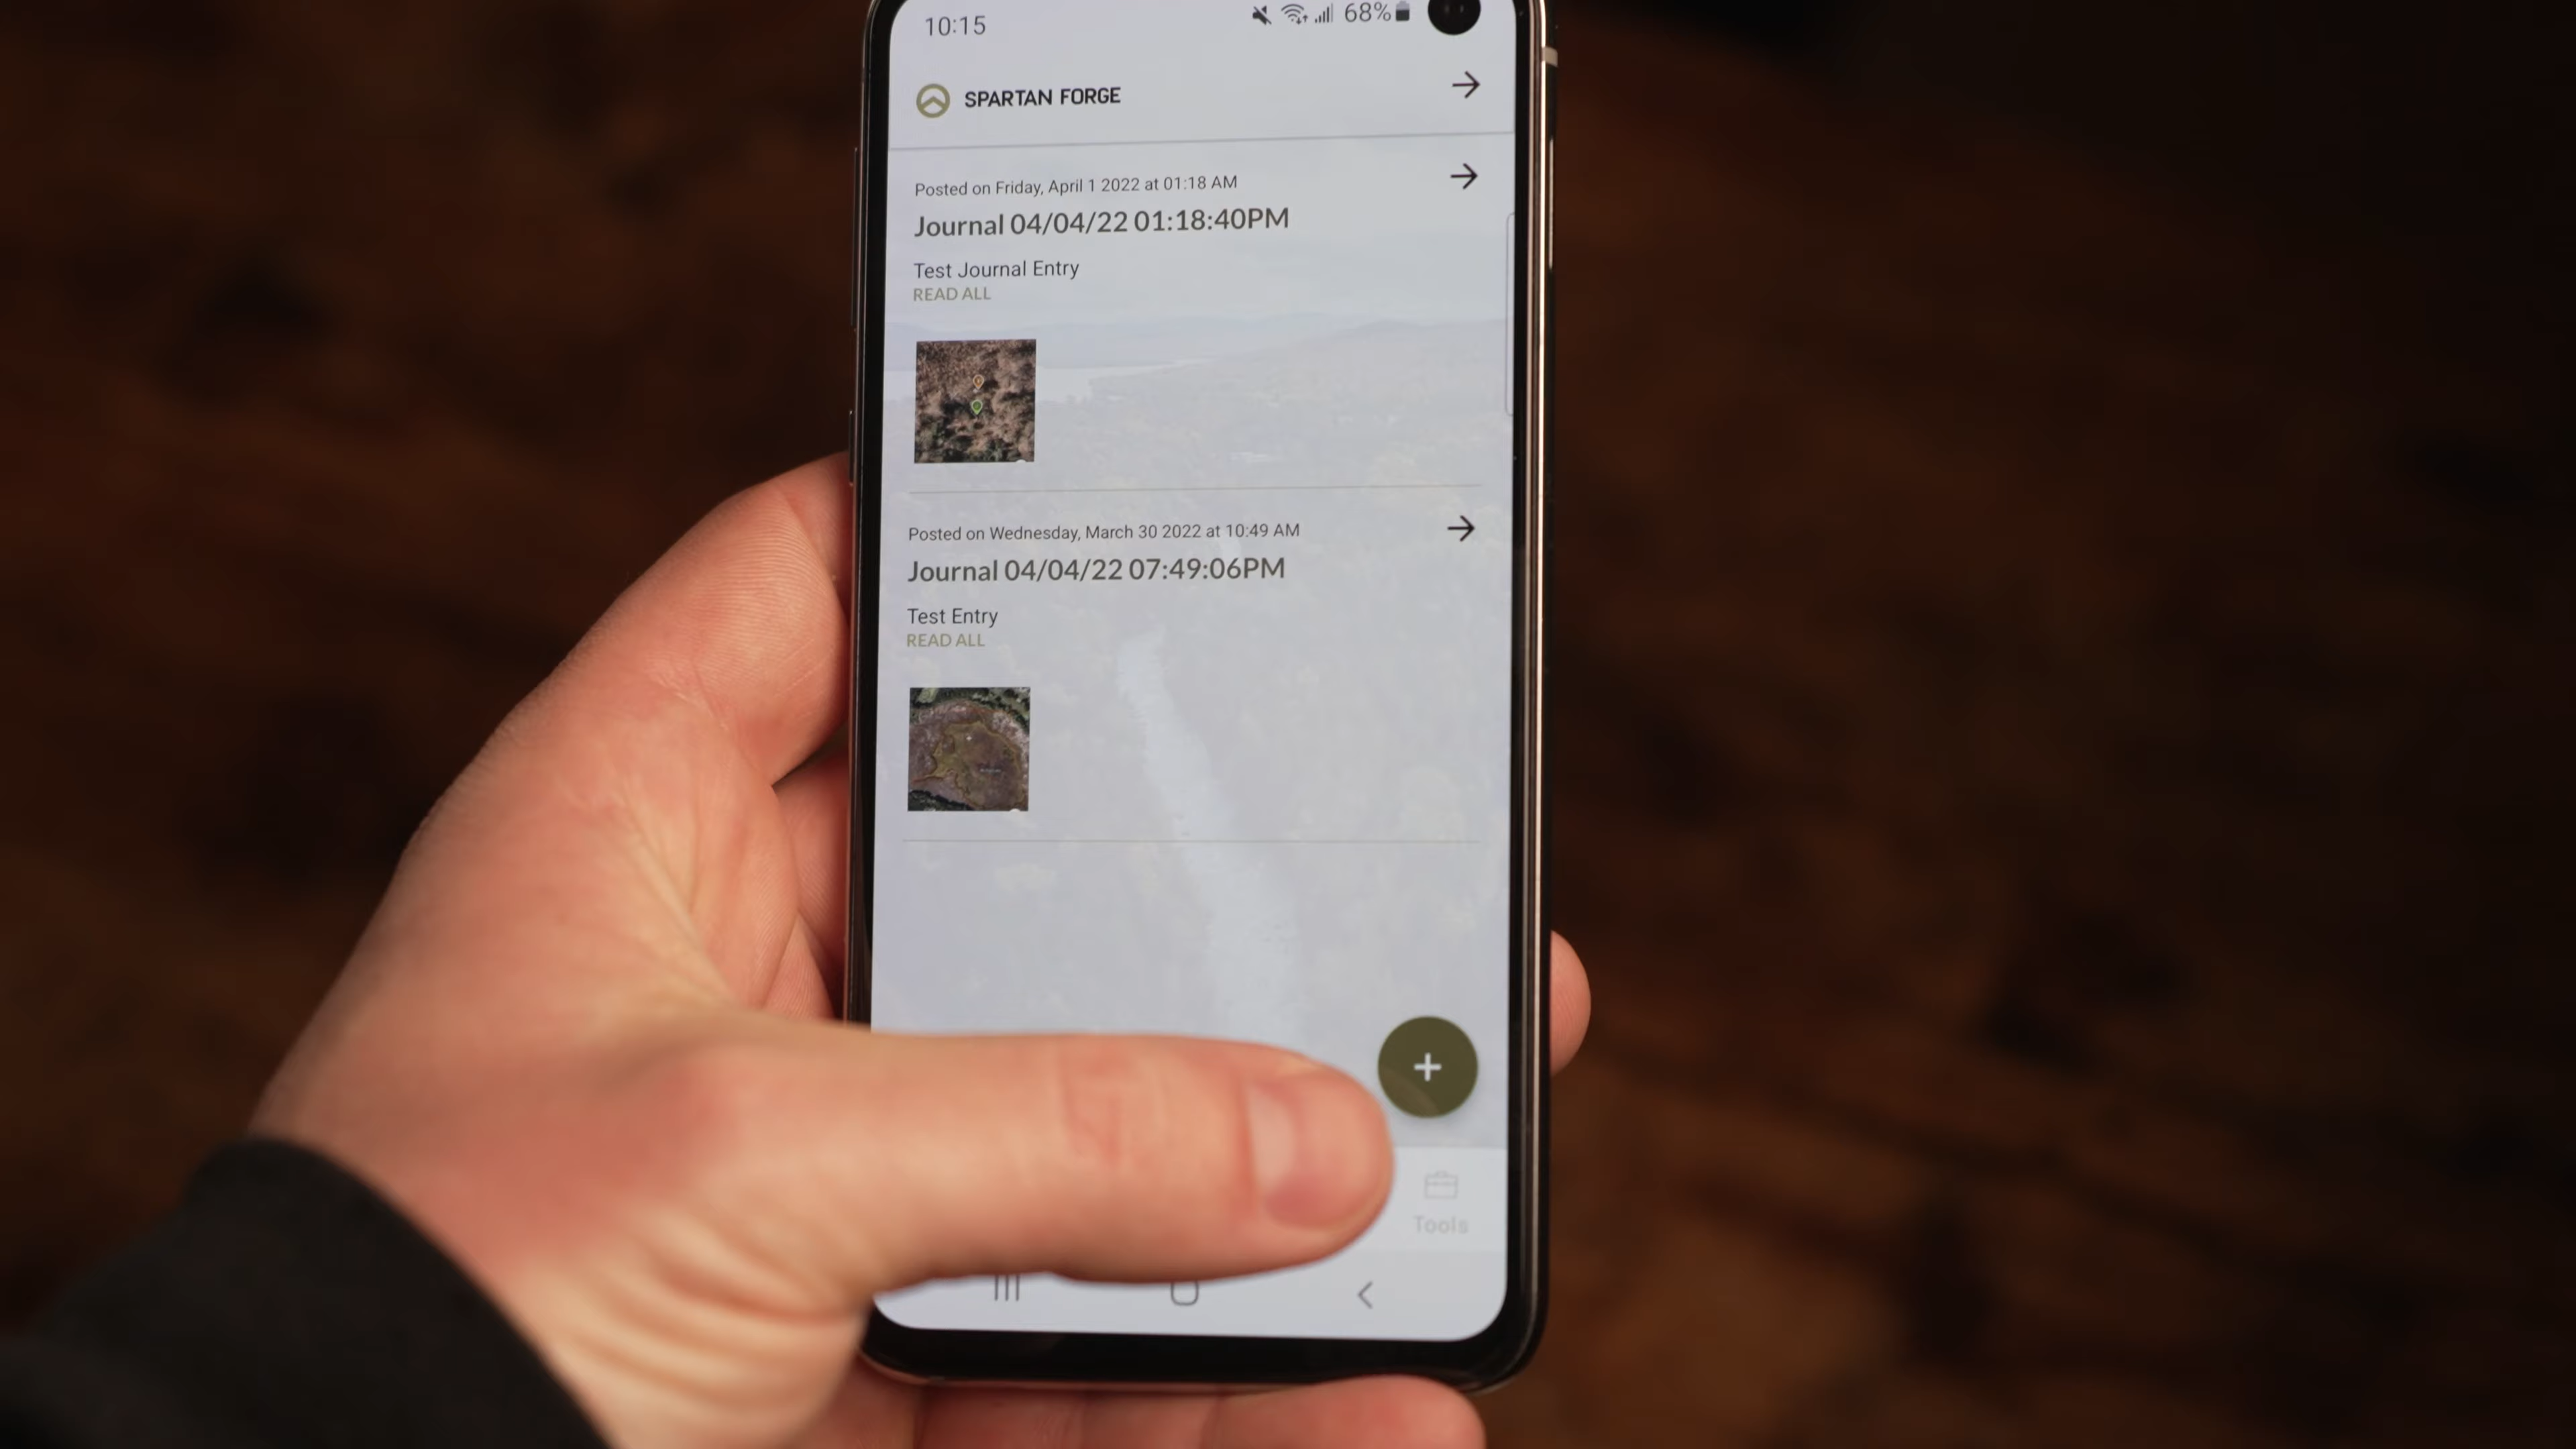 10:15
68%
SPARTAN FORGE
Posted on Friday, April 1 2022 at 01:18 AM
Journal 04/04/22 01:18:40PM
Test Journal Entry
READ ALL
Posted on Wednesday, March 30 2022 at 10:49 AM
Journal 04/04/22 07:49:06PM
Test Entry
READ ALL
Tools